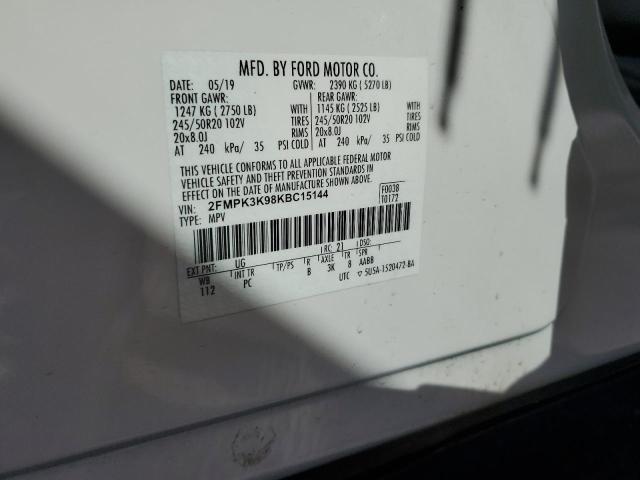 MFD. BY FORD MOTOR CO.
DATE: 05/19 GVWR: 2390 KG ( 5270 LB)
FRONT GAWR: REAR GAWR:
1247 KG ( 2750 LB) WITH 1145 KG ( 2525 LB) WITH
245/50R20 102V TIRES 245/50R20 102V TIRES
20x8.0J RIMS 20x8.0J RIMS
AT 240 kPa/ 35 PSI COLD AT 240 kPa/ 35 PSI COLD
THIS VEHICLE CONFORMS TO ALL APPLICABLE FEDERAL MOTOR
VEHICLE SAFETY AND THEFT PREVENTION STANDARDS IN
EFFECT ON THE DATE OF MANUFACTURE SHOWN ABOVE.
VIN: 2FMPK3K98KBC15144 F0038
TYPE: MPV T0172
EXT PNT: UG RC: 21 DSO:
WB INT TR TP/PS R AXLE TR SPR
112 PC B 3K 8 AABB
UTC ▽ 5U5A-1520472-BA